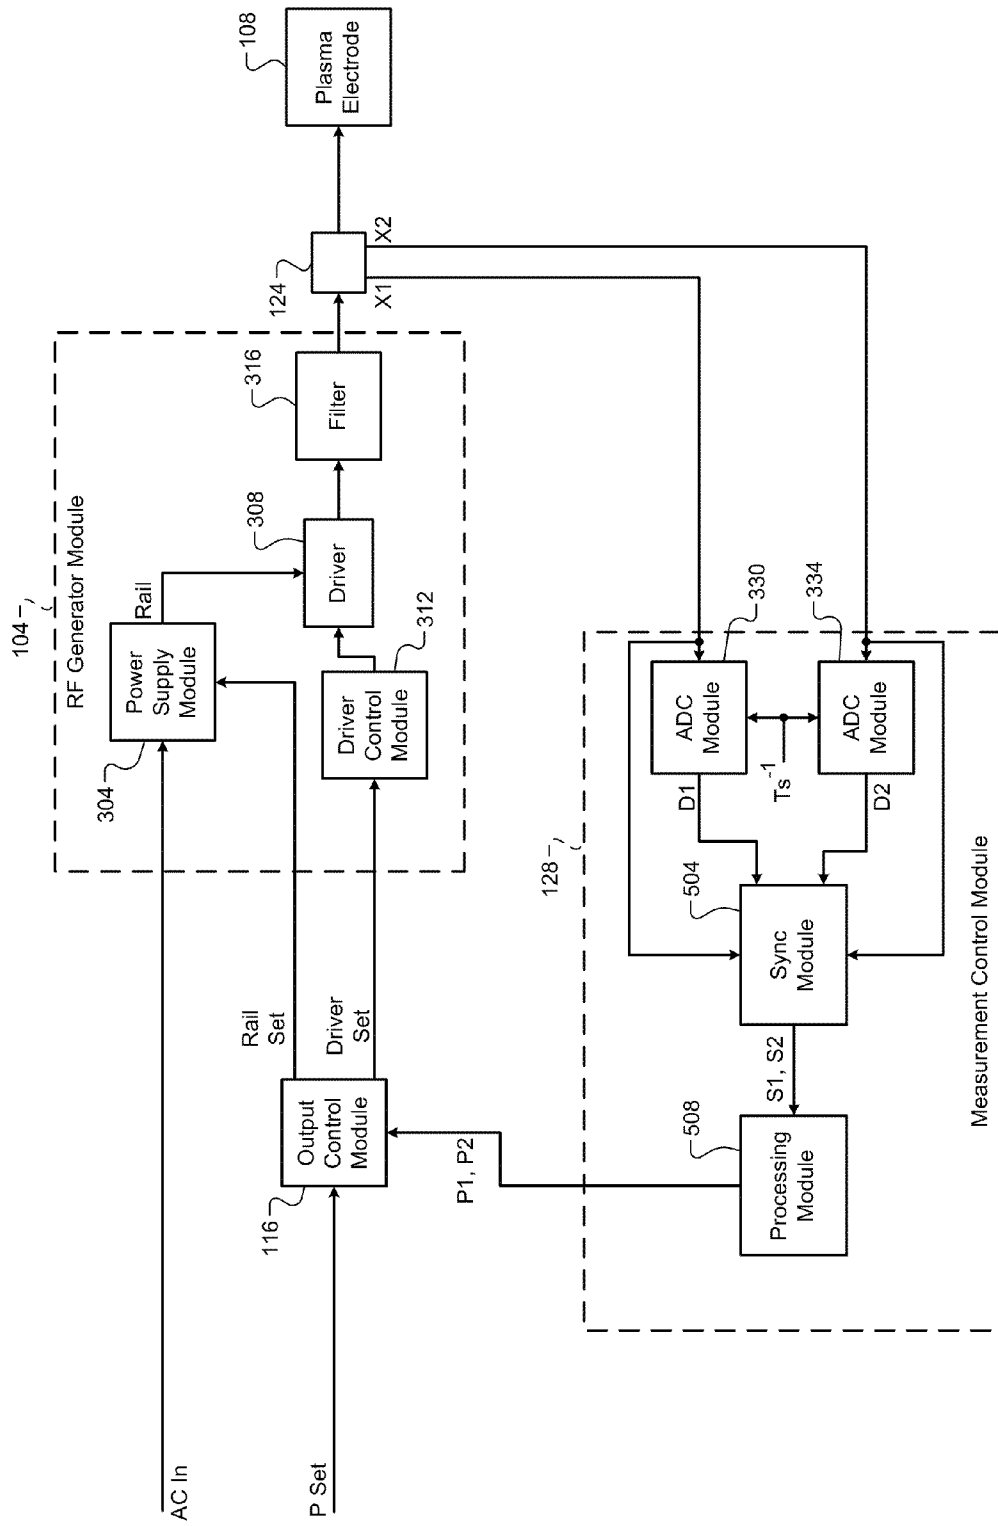 AC In
P Set
116
Output
Control
Module
Rail
Set
Driver
Set
P1, P2
104
RF Generator Module
304
Power
Supply
Module
Rail
Driver
Control
Module
312
Driver
308
Filter
316
124
X1
X2
Plasma
Electrode
108
128
Measurement Control Module
Processing
Module
508
S1, S2
Sync
Module
504
D1
D2
Ts-1
ADC
Module
330
ADC
Module
334